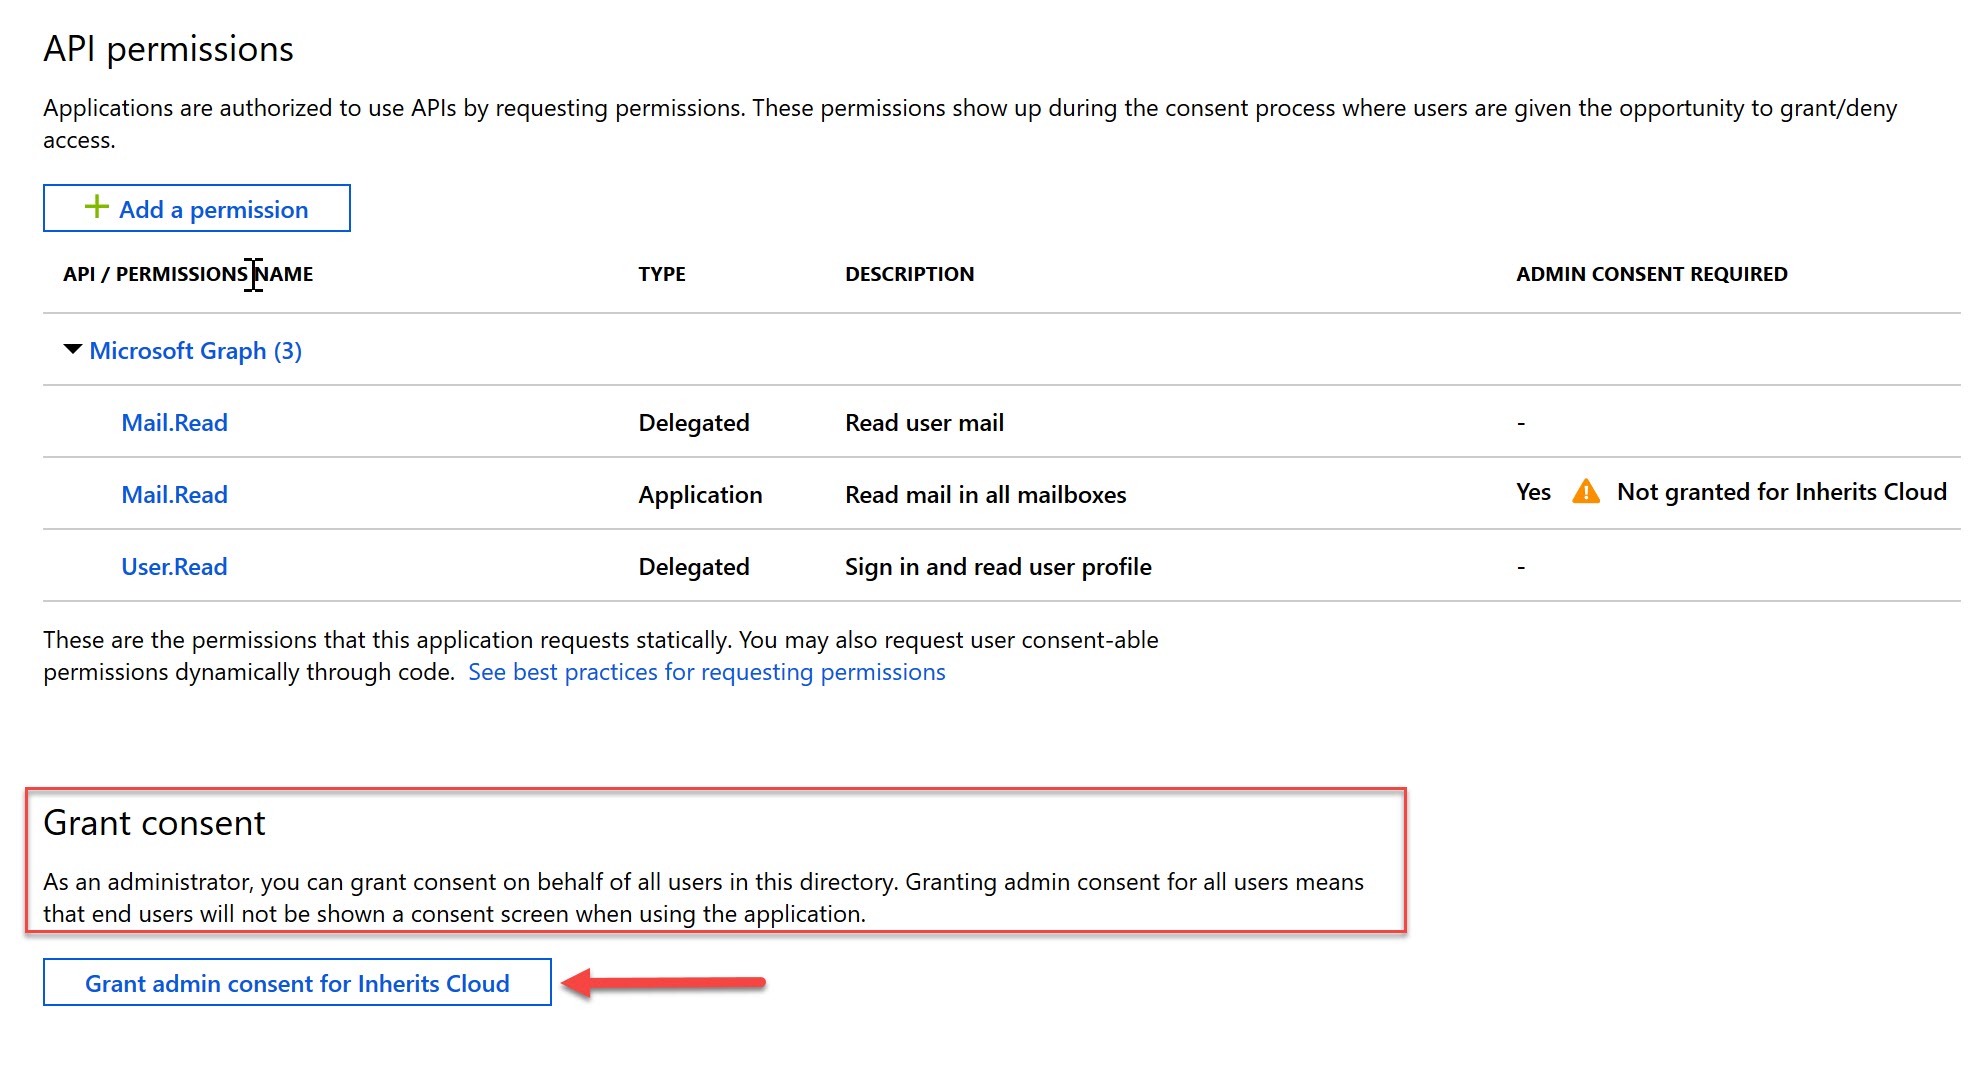 API permissions
Applications are authorized to use APIs by requesting permissions. These permissions show up during the consent process where users are given the opportunity to grant/deny
access.
Add a permission
API / PERMISSIONS NAME TYPE DESCRIPTION ADMIN CONSENT REQUIRED
Microsoft Graph (3)
Mail.Read Delegated Read user mail -
Mail.Read Application Read mail in all mailboxes Yes Not granted for Inherits Cloud
User.Read Delegated Sign in and read user profile -
These are the permissions that this application requests statically. You may also request user consent-able
permissions dynamically through code. See best practices for requesting permissions
Grant consent
As an administrator, you can grant consent on behalf of all users in this directory. Granting admin consent for all users means
that end users will not be shown a consent screen when using the application.
Grant admin consent for Inherits Cloud